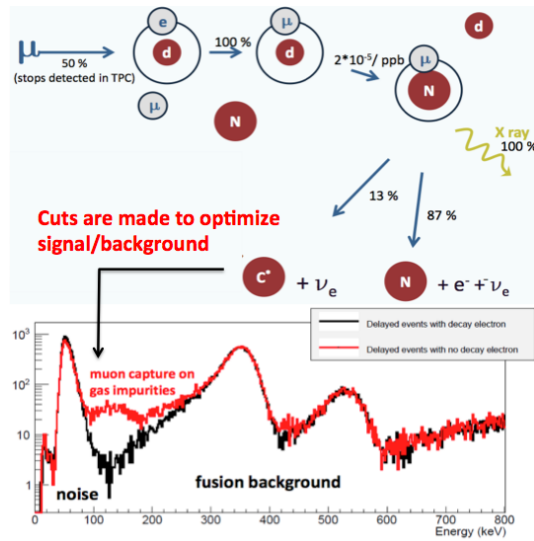 e
μ
μ
d
50 %
(stops detected in TPC)
100 %
d
2*10⁻⁵/ ppb
μ
N
d
μ
N
X ray
100 %
13 %
87 %
Cuts are made to optimize
signal/background
C* + νe
N + e⁻ + ⁻νe
Delayed events with decay electron
Delayed events with no decay electron
10³
10²
10
1
muon capture on
gas impurities
noise
fusion background
0 100 200 300 400 500 600 700 800
Energy (keV)